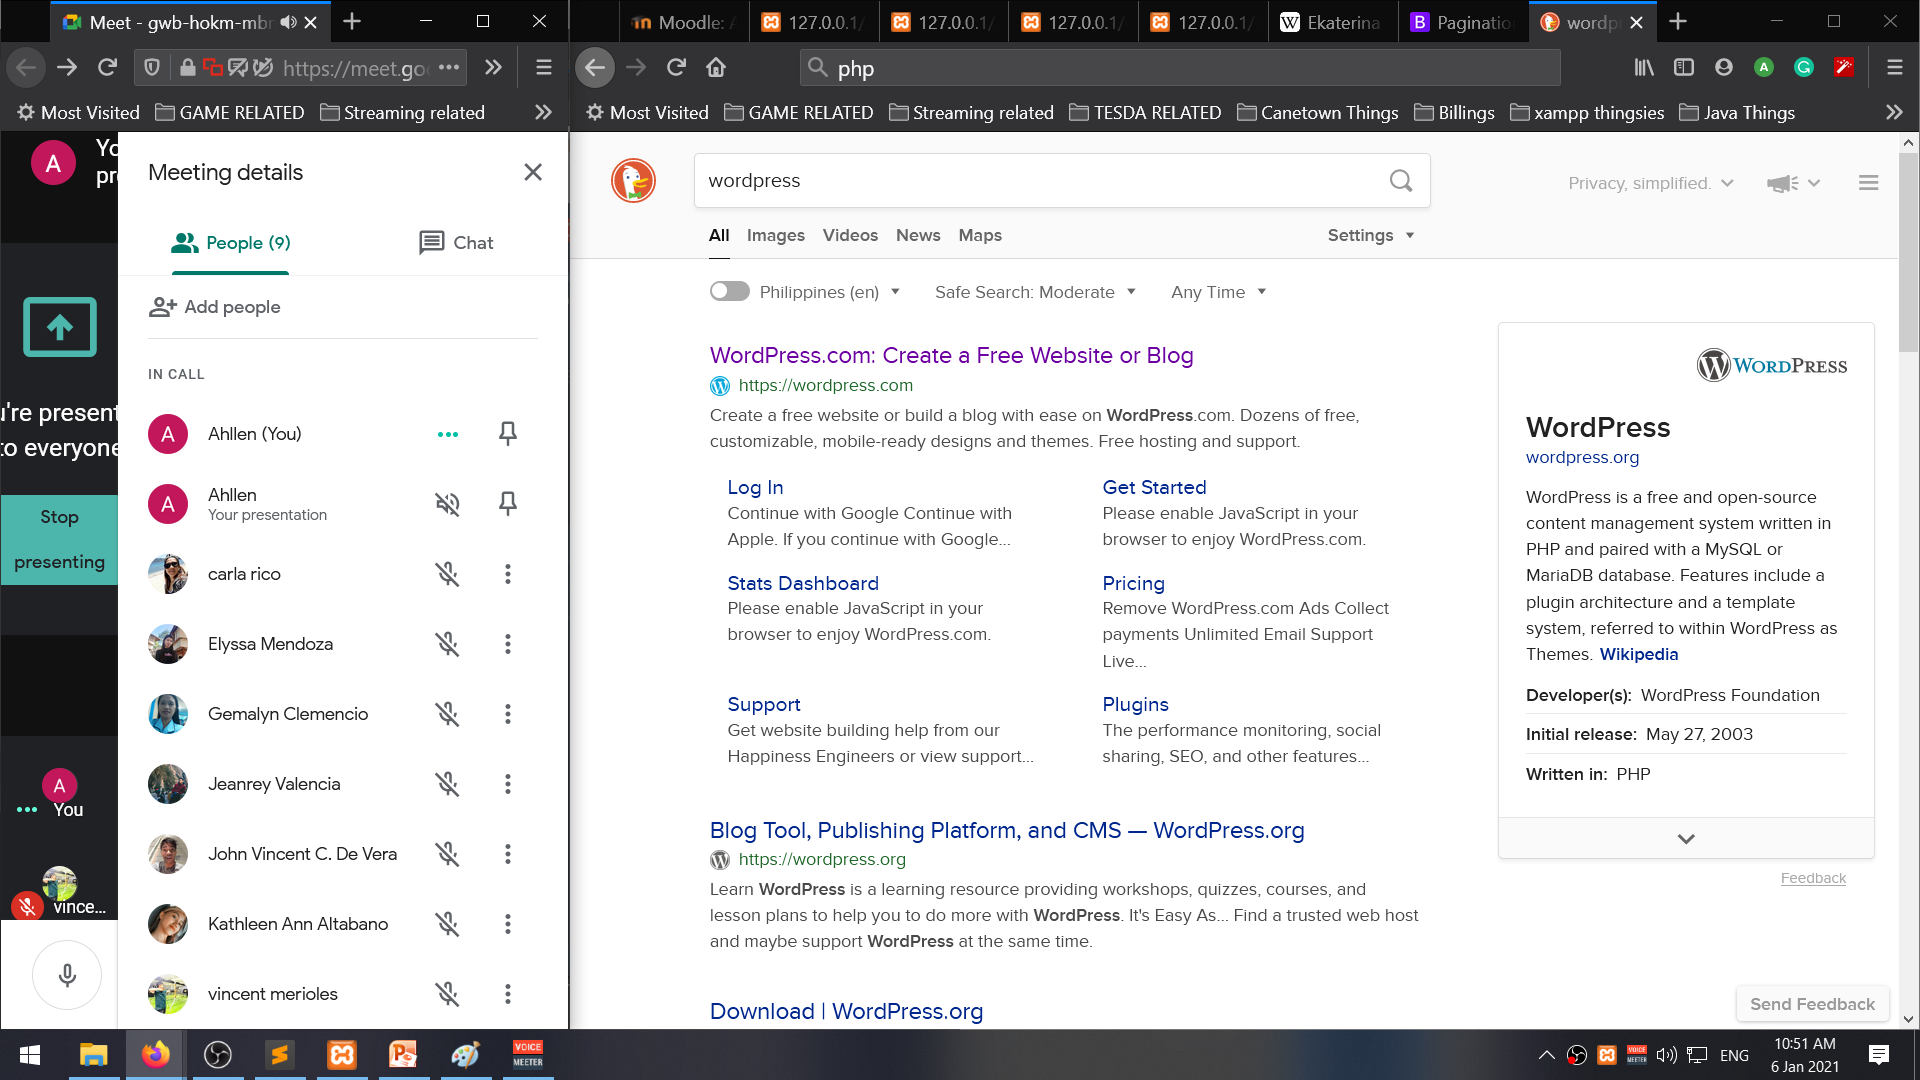 Meet - gwb-hokm-mbr
Moodle: A
127.0.0.1/
127.0.0.1/
127.0.0.1/
127.0.0.1/
Ekaterina
Paginatio
wordp
https://meet.goo
php
Most Visited
GAME RELATED
Streaming related
Most Visited
GAME RELATED
Streaming related
TESDA RELATED
Canetown Things
Billings
xampp thingsies
Java Things
A
Yo
pr
Meeting details
People (9)
Chat
Add people
IN CALL
A
Ahllen (You)
A
Ahllen
Your presentation
carla rico
Elyssa Mendoza
Gemalyn Clemencio
Jeanrey Valencia
John Vincent C. De Vera
Kathleen Ann Altabano
vincent merioles
u're present
to everyone
Stop
presenting
A
You
vince...
wordpress
Privacy, simplified.
All
Images
Videos
News
Maps
Settings
Philippines (en)
Safe Search: Moderate
Any Time
WordPress.com: Create a Free Website or Blog
https://wordpress.com
Create a free website or build a blog with ease on WordPress.com. Dozens of free,
customizable, mobile-ready designs and themes. Free hosting and support.
Log In
Continue with Google Continue with
Apple. If you continue with Google...
Get Started
Please enable JavaScript in your
browser to enjoy WordPress.com.
Stats Dashboard
Please enable JavaScript in your
browser to enjoy WordPress.com.
Pricing
Remove WordPress.com Ads Collect
payments Unlimited Email Support
Live...
Support
Get website building help from our
Happiness Engineers or view support...
Plugins
The performance monitoring, social
sharing, SEO, and other features...
Blog Tool, Publishing Platform, and CMS — WordPress.org
https://wordpress.org
Learn WordPress is a learning resource providing workshops, quizzes, courses, and
lesson plans to help you to do more with WordPress. It's Easy As... Find a trusted web host
and maybe support WordPress at the same time.
Download | WordPress.org
WORDPRESS
WordPress
wordpress.org
WordPress is a free and open-source
content management system written in
PHP and paired with a MySQL or
MariaDB database. Features include a
plugin architecture and a template
system, referred to within WordPress as
Themes. Wikipedia
Developer(s): WordPress Foundation
Initial release: May 27, 2003
Written in: PHP
Feedback
Send Feedback
VOICE
MEETER
ENG
10:51 AM
6 Jan 2021